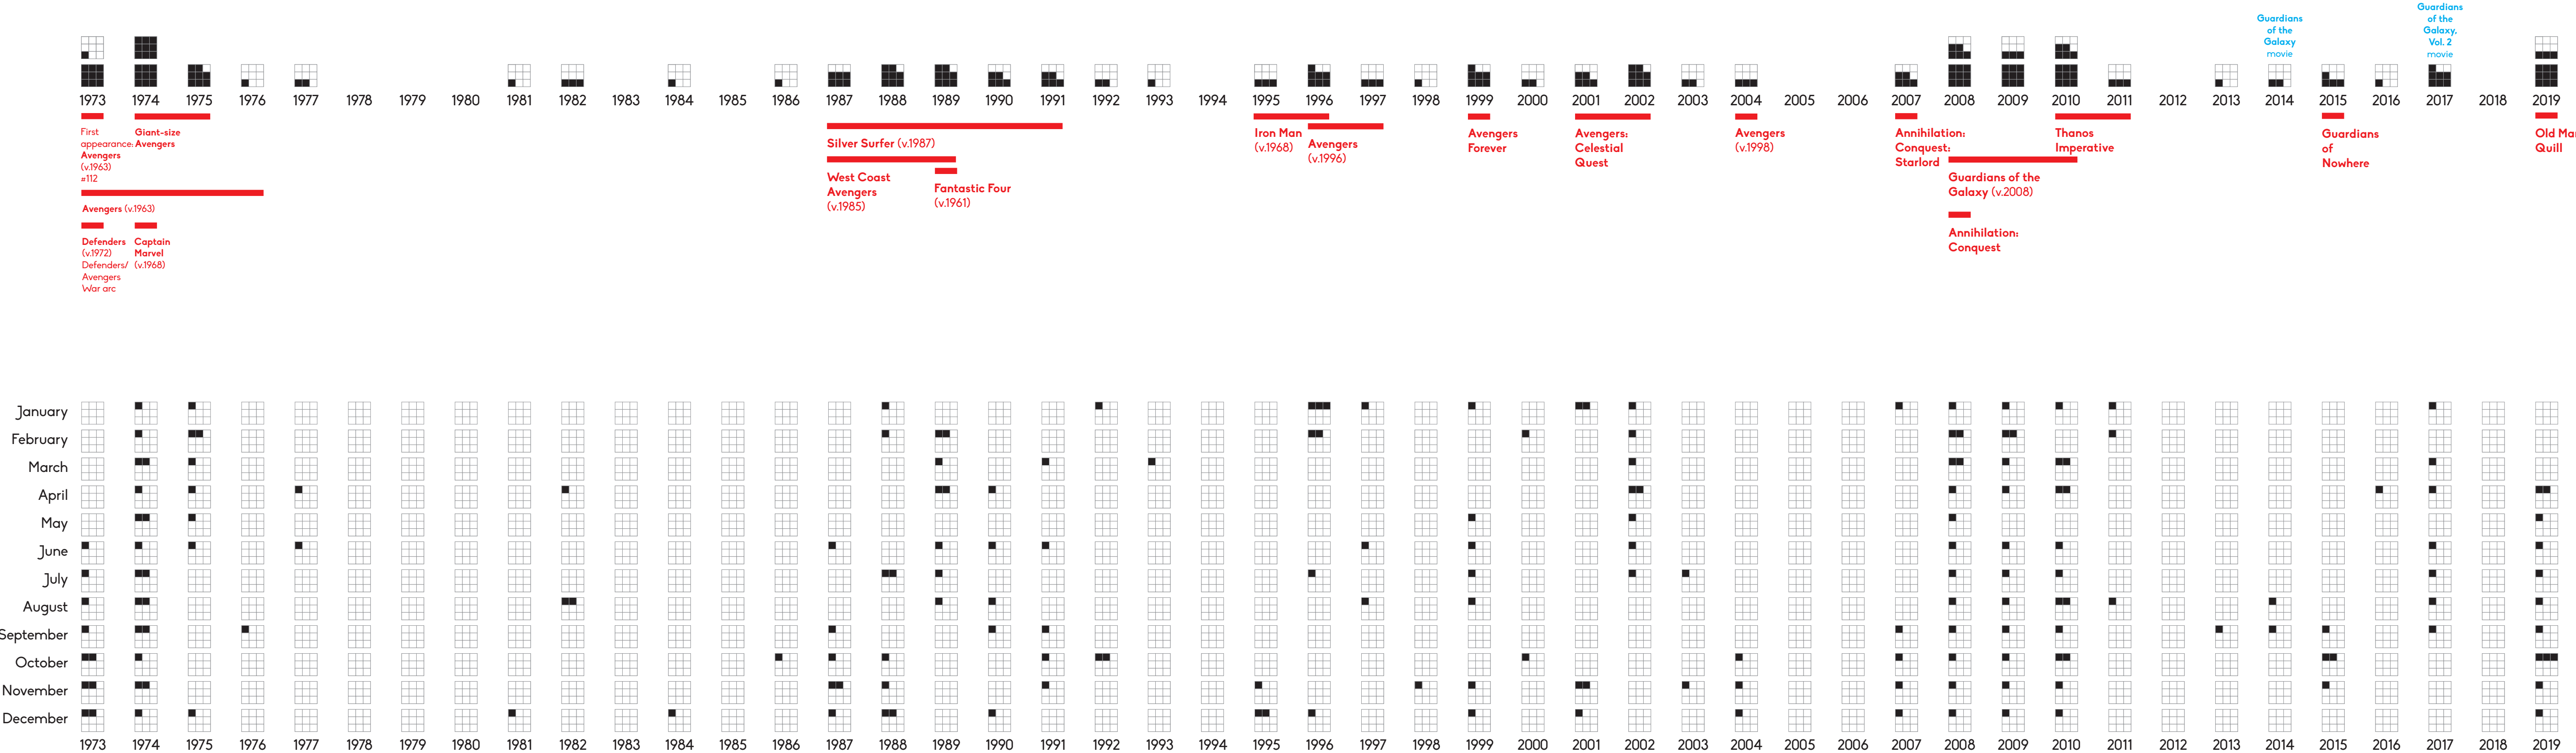 Guardians
of the
Galaxy
movie
Guardians
of the
Galaxy,
Vol. 2
movie
1973 1974 1975 1976 1977 1978 1979 1980 1981 1982 1983 1984 1985 1986 1987 1988 1989 1990 1991 1992 1993 1994 1995 1996 1997 1998 1999 2000 2001 2002 2003 2004 2005 2006 2007 2008 2009 2010 2011 2012 2013 2014 2015 2016 2017 2018 2019
First
appearance:
Avengers
(v.1963)
#112
Giant-size
Avengers
Avengers (v.1963)
Defenders
(v.1972)
Defenders/
Avengers
War arc
Captain
Marvel
(v.1968)
Silver Surfer (v.1987)
West Coast
Avengers
(v.1985)
Fantastic Four
(v.1961)
Iron Man
(v.1968)
Avengers
(v.1996)
Avengers
Forever
Avengers:
Celestial
Quest
Avengers
(v.1998)
Annihilation:
Conquest:
Starlord
Guardians of the
Galaxy (v.2008)
Annihilation:
Conquest
Thanos
Imperative
Guardians
of
Nowhere
Old Ma
Quill
January
February
March
April
May
June
July
August
September
October
November
December
1973 1974 1975 1976 1977 1978 1979 1980 1981 1982 1983 1984 1985 1986 1987 1988 1989 1990 1991 1992 1993 1994 1995 1996 1997 1998 1999 2000 2001 2002 2003 2004 2005 2006 2007 2008 2009 2010 2011 2012 2013 2014 2015 2016 2017 2018 2019